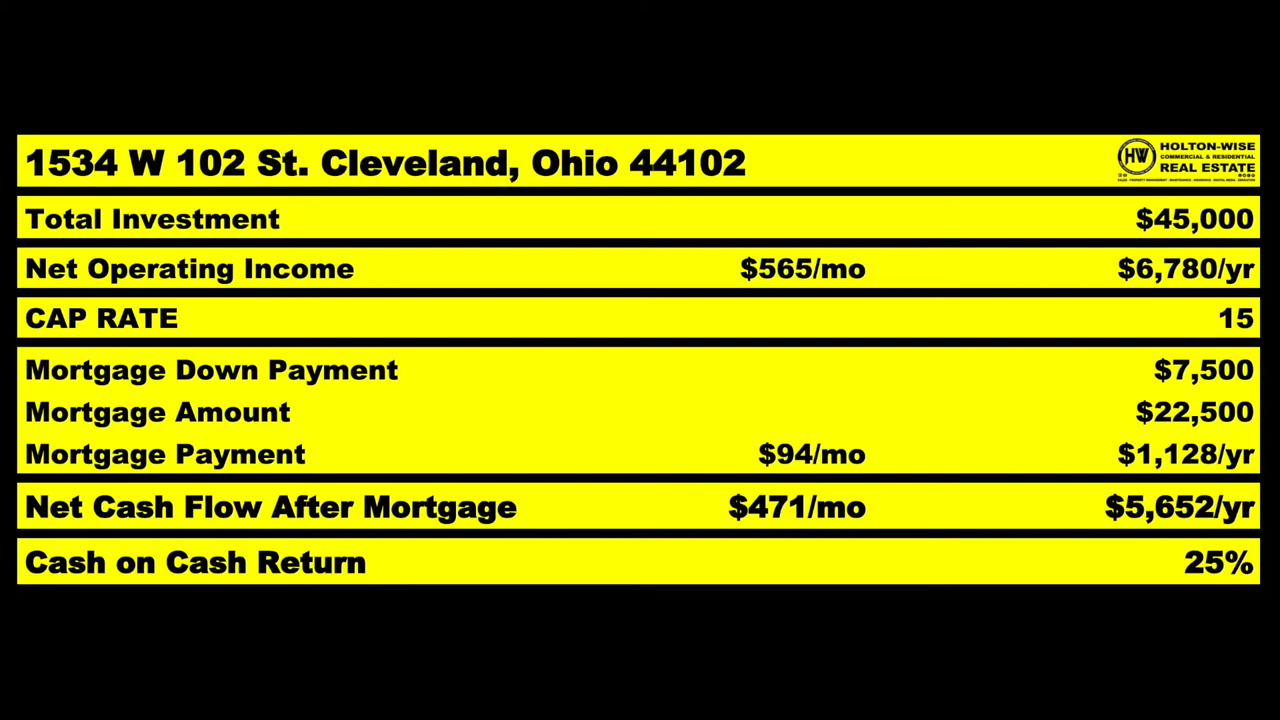 1534 W 102 St. Cleveland, Ohio 44102
HW
HOLTON-WISE
COMMERCIAL & RESIDENTIAL
REAL ESTATE
Total Investment $45,000
Net Operating Income $565/mo $6,780/yr
CAP RATE 15
Mortgage Down Payment $7,500
Mortgage Amount $22,500
Mortgage Payment $94/mo $1,128/yr
Net Cash Flow After Mortgage $471/mo $5,652/yr
Cash on Cash Return 25%